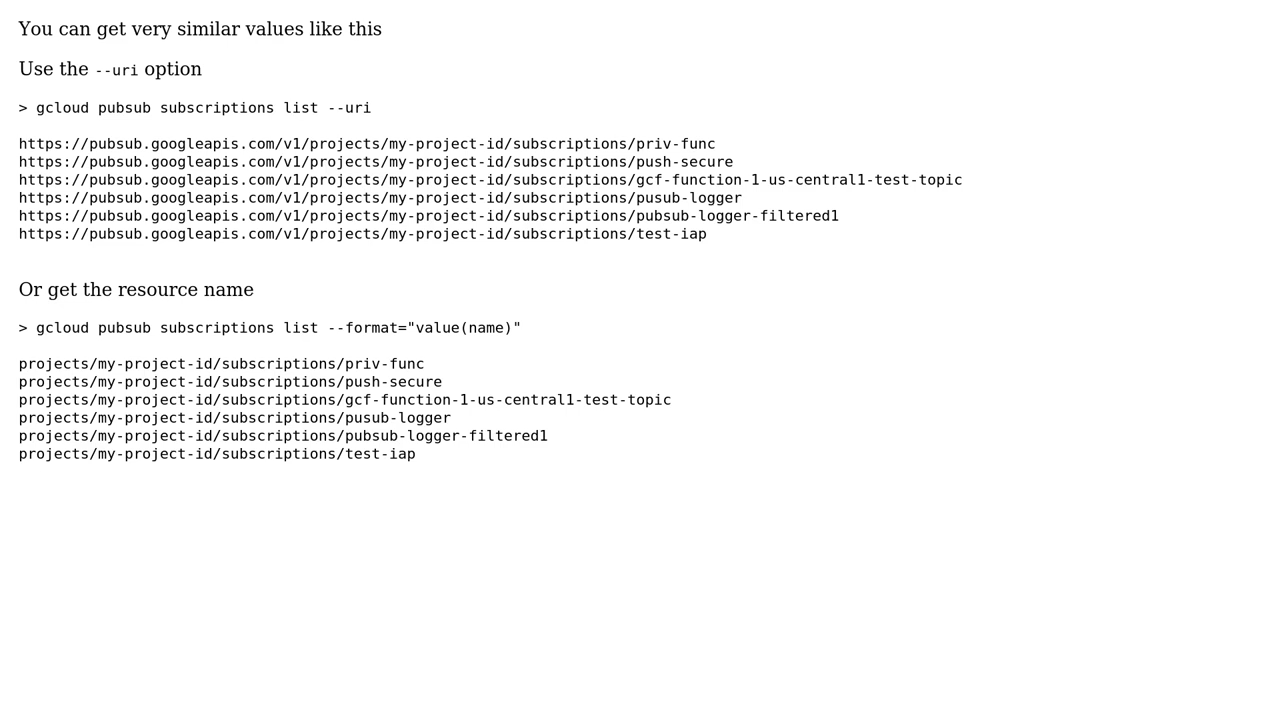 You can get very similar values like this
Use the --uri option
> gcloud pubsub subscriptions list --uri
https://pubsub.googleapis.com/v1/projects/my-project-id/subscriptions/priv-func
https://pubsub.googleapis.com/v1/projects/my-project-id/subscriptions/push-secure
https://pubsub.googleapis.com/v1/projects/my-project-id/subscriptions/gcf-function-1-us-central1-test-topic
https://pubsub.googleapis.com/v1/projects/my-project-id/subscriptions/pusub-logger
https://pubsub.googleapis.com/v1/projects/my-project-id/subscriptions/pubsub-logger-filtered1
https://pubsub.googleapis.com/v1/projects/my-project-id/subscriptions/test-iap
Or get the resource name
> gcloud pubsub subscriptions list --format="value(name)"
projects/my-project-id/subscriptions/priv-func
projects/my-project-id/subscriptions/push-secure
projects/my-project-id/subscriptions/gcf-function-1-us-central1-test-topic
projects/my-project-id/subscriptions/pusub-logger
projects/my-project-id/subscriptions/pubsub-logger-filtered1
projects/my-project-id/subscriptions/test-iap